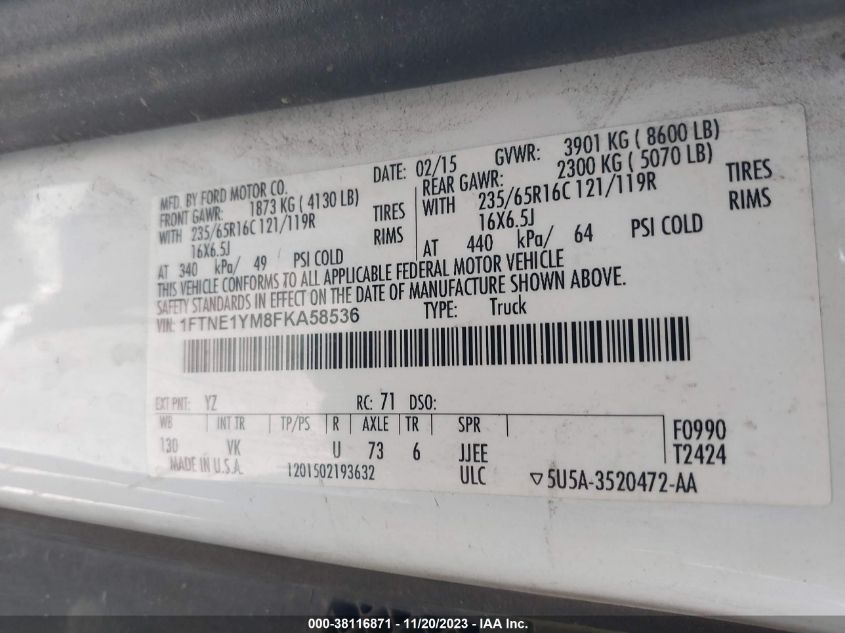 MFD. BY FORD MOTOR CO.
DATE: 02/15 GVWR: 3901 KG ( 8600 LB)
FRONT GAWR: 1873 KG ( 4130 LB)
REAR GAWR: 2300 KG ( 5070 LB)
WITH 235/65R16C 121/119R TIRES
WITH 235/65R16C 121/119R TIRES
16X6.5J RIMS
16X6.5J RIMS
AT 340 kPa/ 49 PSI COLD
AT 440 kPa/ 64 PSI COLD
THIS VEHICLE CONFORMS TO ALL APPLICABLE FEDERAL MOTOR VEHICLE
SAFETY STANDARDS IN EFFECT ON THE DATE OF MANUFACTURE SHOWN ABOVE.
VIN: 1FTNE1YM8FKA58536 TYPE: Truck
EXT PNT: YZ RC: 71 DSO:
WB INT TR TP/PS R AXLE TR SPR F0990
130 VK U 73 6 JJEE T2424
MADE IN U.S.A. 1201502193632 ULC 5U5A-3520472-AA
000-38116871 - 11/20/2023 - IAA Inc.